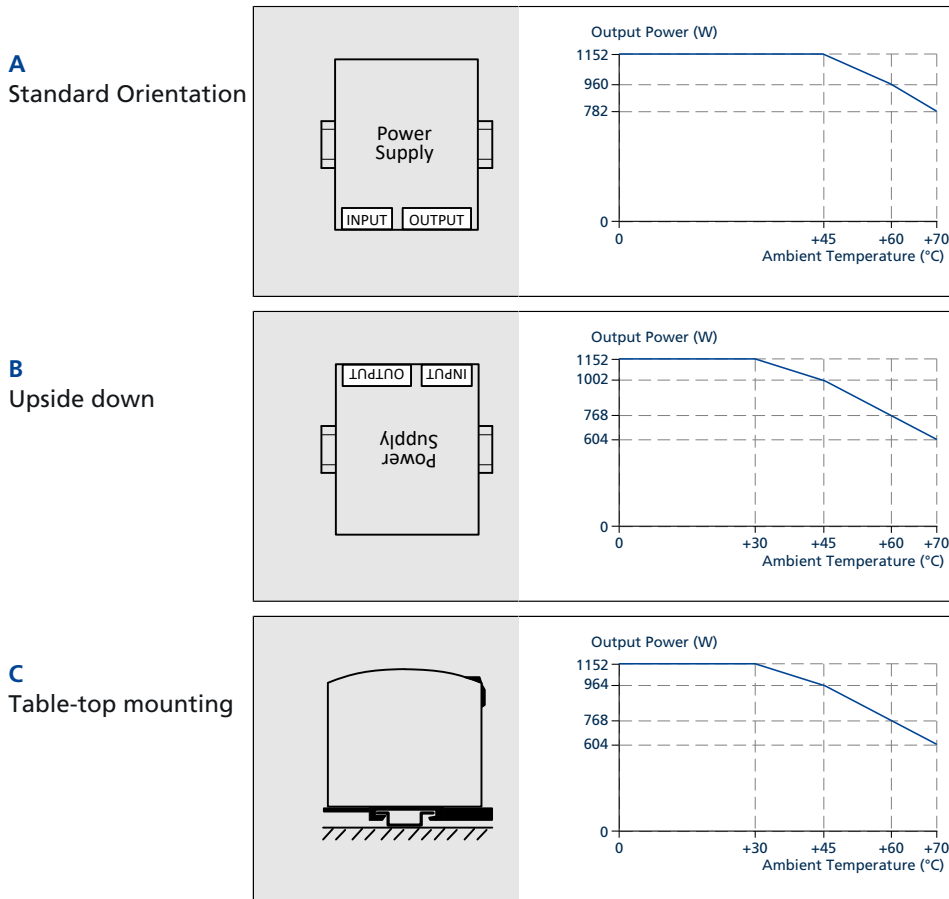 A
Standard Orientation
Power
Supply
INPUT OUTPUT
Output Power (W)
1152
960
782
0
0 +45 +60 +70
Ambient Temperature (°C)
B
Upside down
INPUT OUTPUT
Power
Supply
Output Power (W)
1152
1002
768
604
0
0 +30 +45 +60 +70
Ambient Temperature (°C)
C
Table-top mounting
Output Power (W)
1152
964
768
604
0
0 +30 +45 +60 +70
Ambient Temperature (°C)